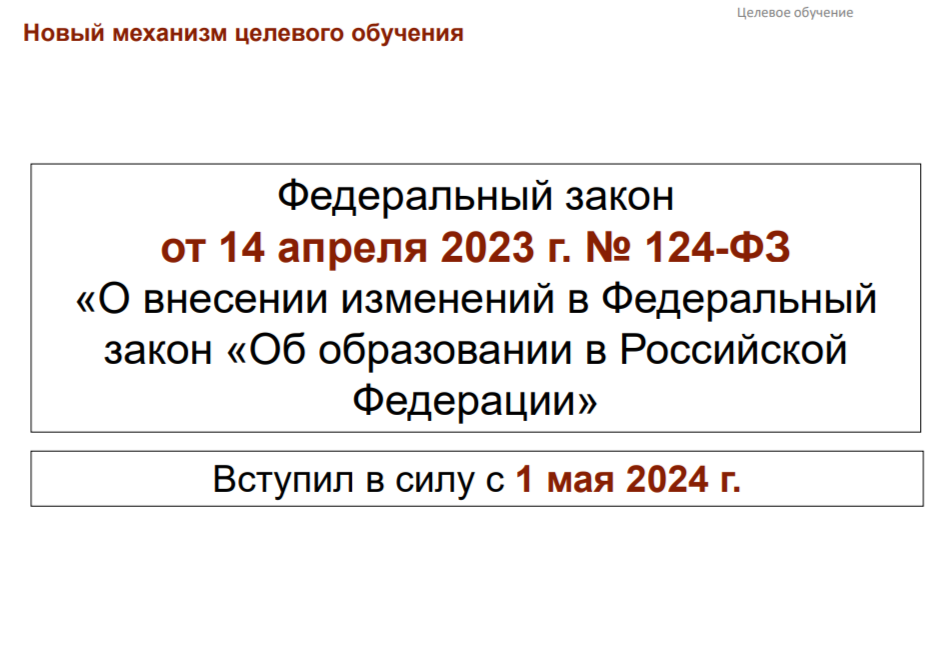 Целевое обучение
Новый механизм целевого обучения
Федеральный закон
от 14 апреля 2023 г. № 124-ФЗ
«О внесении изменений в Федеральный
закон «Об образовании в Российской
Федерации»
Вступил в силу с 1 мая 2024 г.